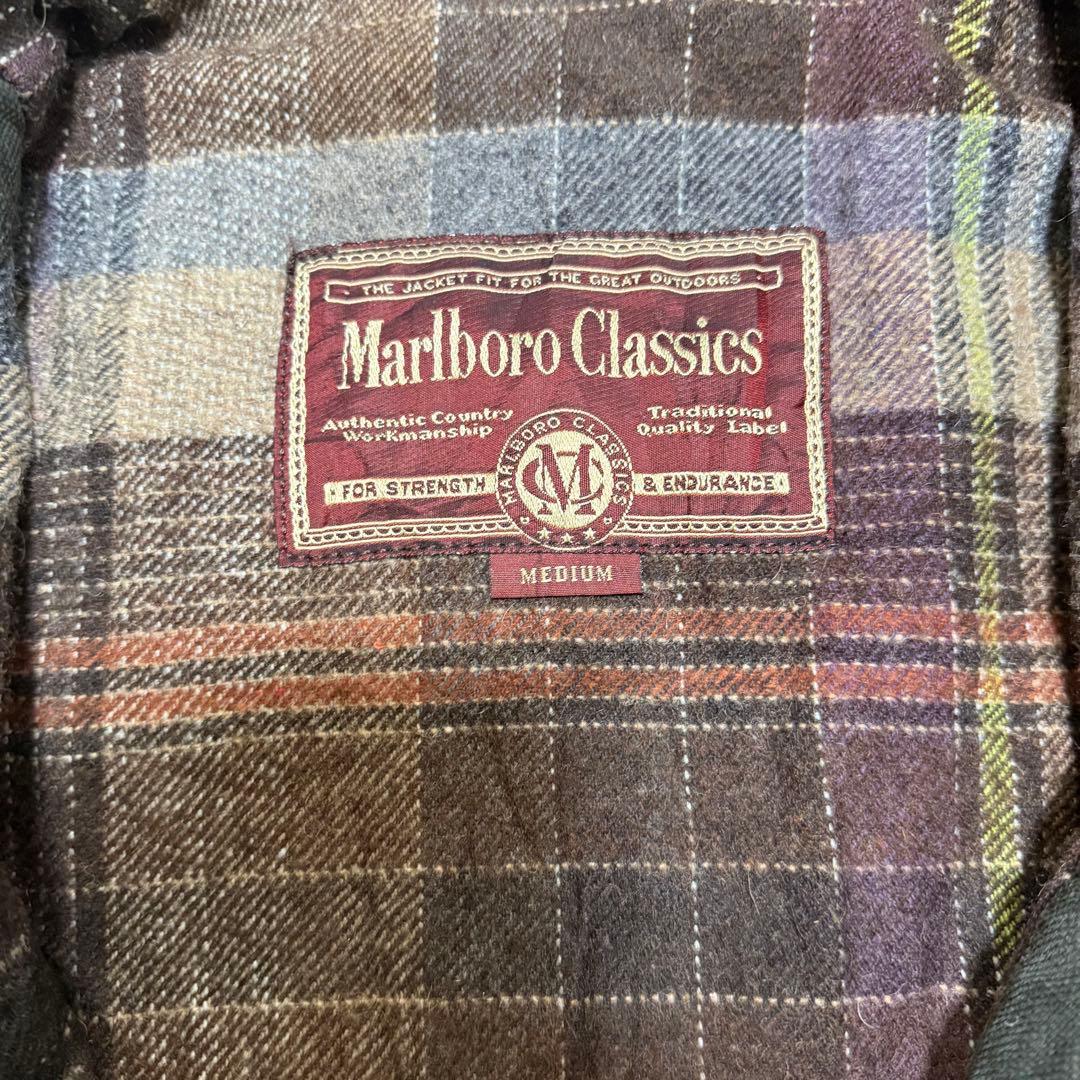 · THE JACKET FIT FOR THE GREAT OUTDOORS ·
Marlboro Classics
Authentic Country
Workmanship
Traditional
Quality Label
MARLBORO CLASSICS
MC
· FOR STRENGTH
& ENDURANCE ·
MEDIUM